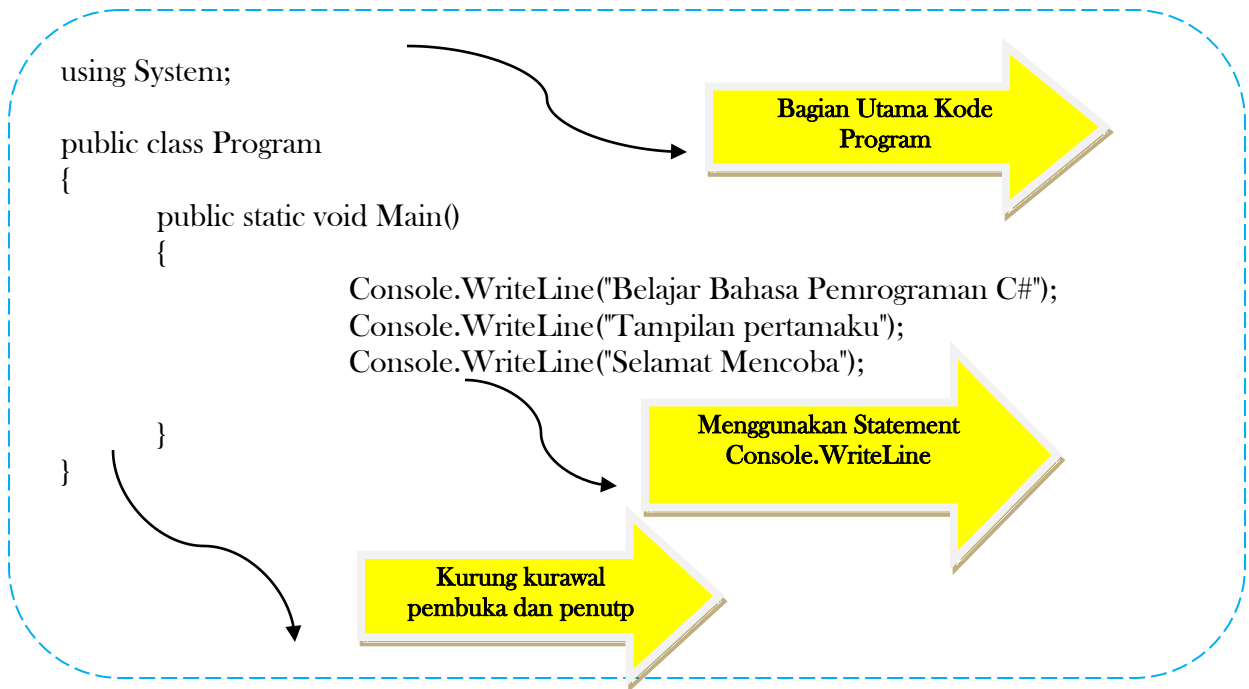 using System;
Bagian Utama Kode
Program
public class Program
{
public static void Main()
{
Console.WriteLine("Belajar Bahasa Pemrograman C#");
Console.WriteLine("Tampilan pertamaku");
Console.WriteLine("Selamat Mencoba");
Menggunakan Statement
Console.WriteLine
}
}
Kurung kurawal
pembuka dan penutp